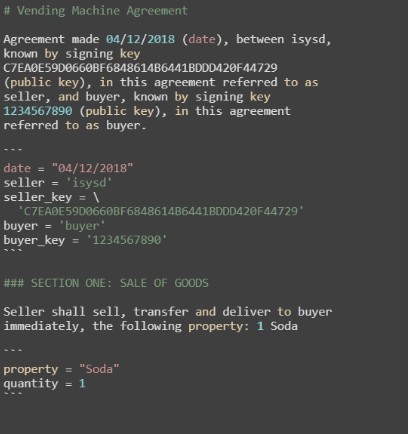 # Vending Machine Agreement
Agreement made 04/12/2018 (date), between isysd,
known by signing key
C7EA0E59D0660BF6848614B6441BDDD420F44729
(public key), in this agreement referred to as
seller, and buyer, known by signing key
1234567890 (public key), in this agreement
referred to as buyer.
---
date = "04/12/2018"
seller = 'isysd'
seller_key = \
'C7EA0E59D0660BF6848614B6441BDDD420F44729'
buyer = 'buyer'
buyer_key = '1234567890'
```
### SECTION ONE: SALE OF GOODS
Seller shall sell, transfer and deliver to buyer
immediately, the following property: 1 Soda
---
property = "Soda"
quantity = 1
```